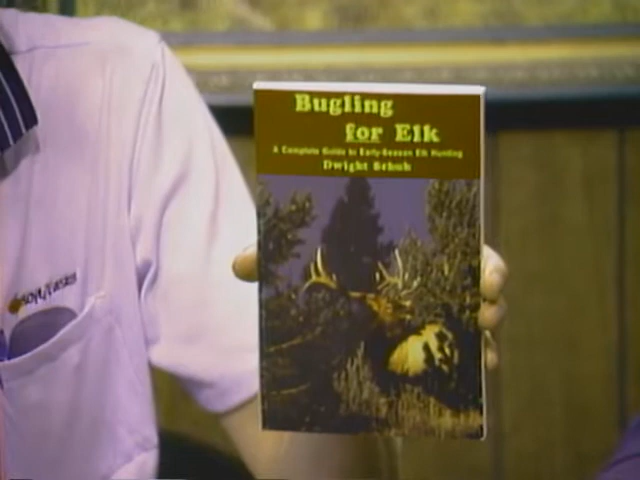 Bugling
for Elk
A Complete Guide to Early-Season Elk Hunting
Dwight Schuh